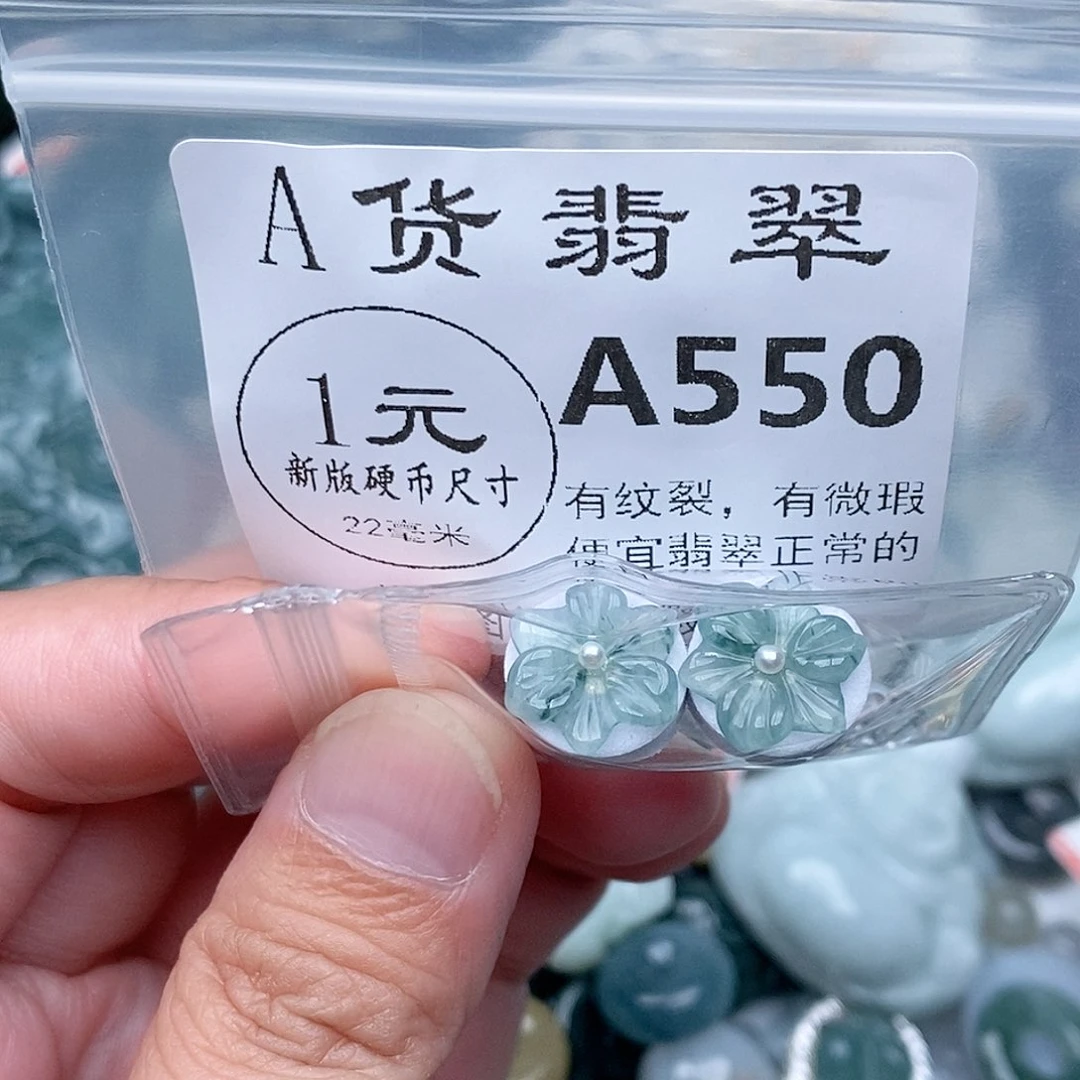 A货翡翠
1元
新版硬币尺寸
22毫米
A550
有纹裂，有微瑕
便宜翡翠正常的